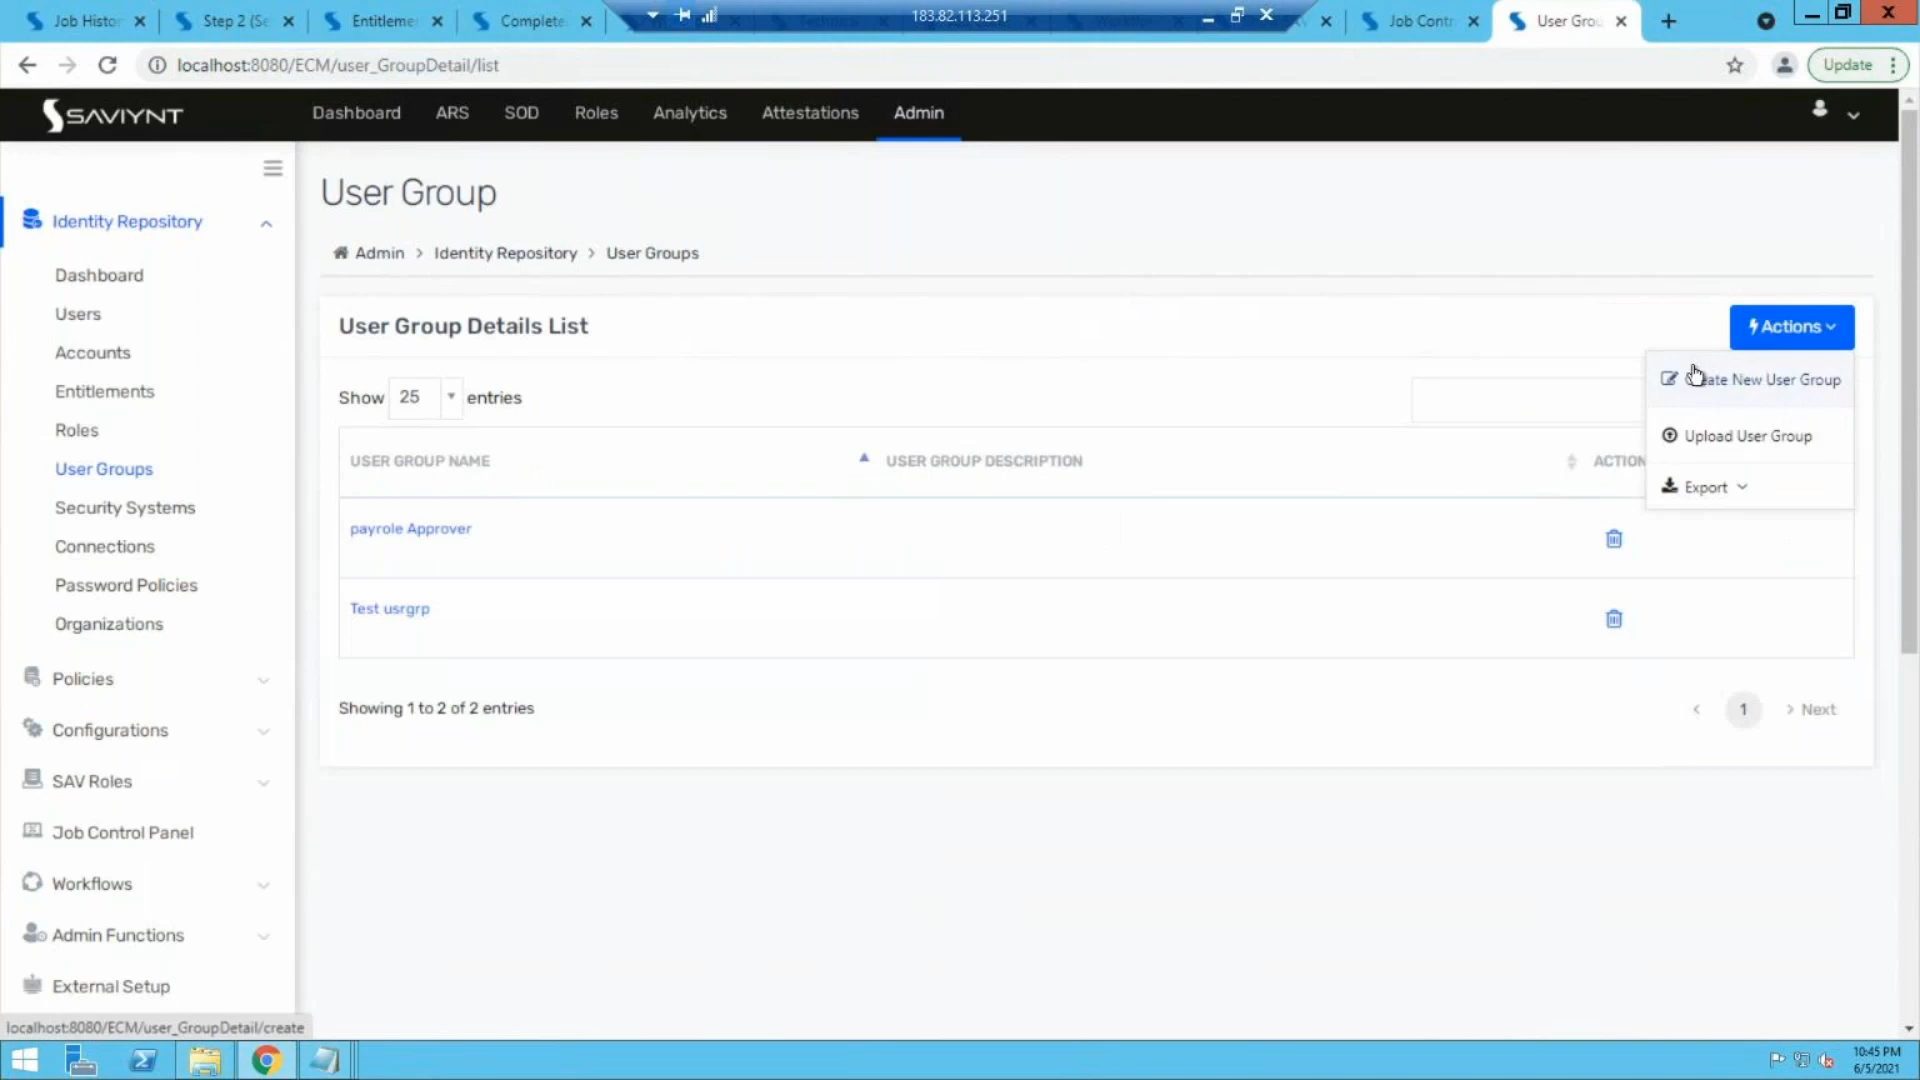 Job Histor
Step 2 (Se
Entitleme
Complete
183.82.113.251
Job Contr
User Grou
localhost:8080/ECM/user_GroupDetail/list
Update
SAVIYNT
Dashboard
ARS
SOD
Roles
Analytics
Attestations
Admin
User Group
Identity Repository
Admin > Identity Repository > User Groups
Dashboard
Users
Accounts
Entitlements
Roles
User Groups
Security Systems
Connections
Password Policies
Organizations
Policies
Configurations
SAV Roles
Job Control Panel
Workflows
Admin Functions
External Setup
User Group Details List
Actions
New User Group
Upload User Group
Export
Show 25 entries
USER GROUP NAME
USER GROUP DESCRIPTION
ACTION
payrole Approver
Test usrgrp
Showing 1 to 2 of 2 entries
< 1 > Next
localhost:8080/ECM/user_GroupDetail/create
10:45 PM
6/5/2021